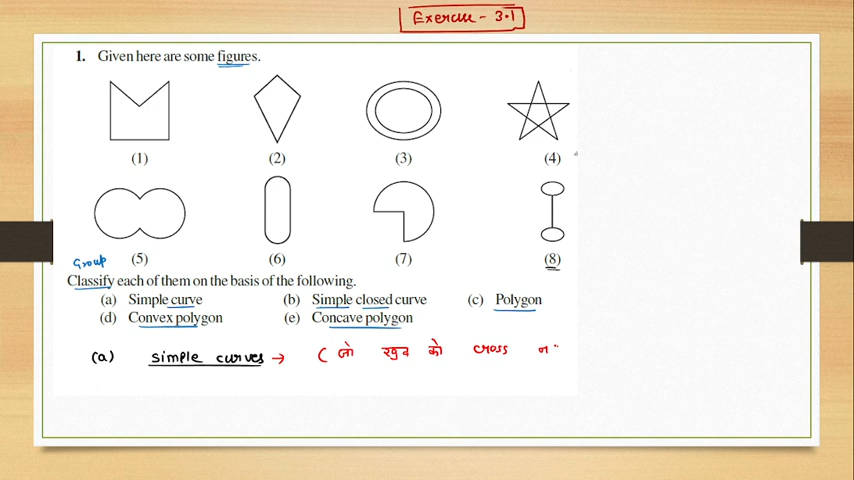 Exercise - 3.1
1. Given here are some figures.
(1) (2) (3) (4)
(5) (6) (7) (8)
Group
Classify each of them on the basis of the following.
(a) Simple curve (b) Simple closed curve (c) Polygon
(d) Convex polygon (e) Concave polygon
(a) simple curves → ( जो खुद को cross न